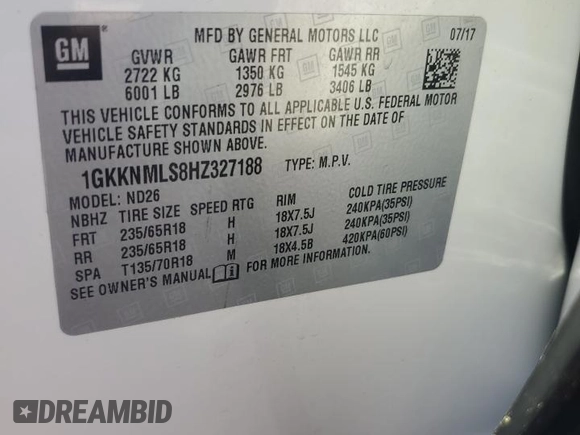 GM
MFD BY GENERAL MOTORS LLC 07/17
GVWR GAWR FRT GAWR RR
2722 KG 1350 KG 1545 KG
6001 LB 2976 LB 3406 LB
THIS VEHICLE CONFORMS TO ALL APPLICABLE U.S. FEDERAL MOTOR
VEHICLE SAFETY STANDARDS IN EFFECT ON THE DATE OF
MANUFACTURE SHOWN ABOVE.
1GKKNMLS8HZ327188 TYPE: M.P.V.
MODEL: ND26
NBHZ TIRE SIZE SPEED RTG RIM COLD TIRE PRESSURE
FRT 235/65R18 H 18X7.5J 240KPA(35PSI)
RR 235/65R18 H 18X7.5J 240KPA(35PSI)
SPA T135/70R18 M 18X4.5B 420KPA(60PSI)
SEE OWNER'S MANUAL i FOR MORE INFORMATION.
DREAMBID